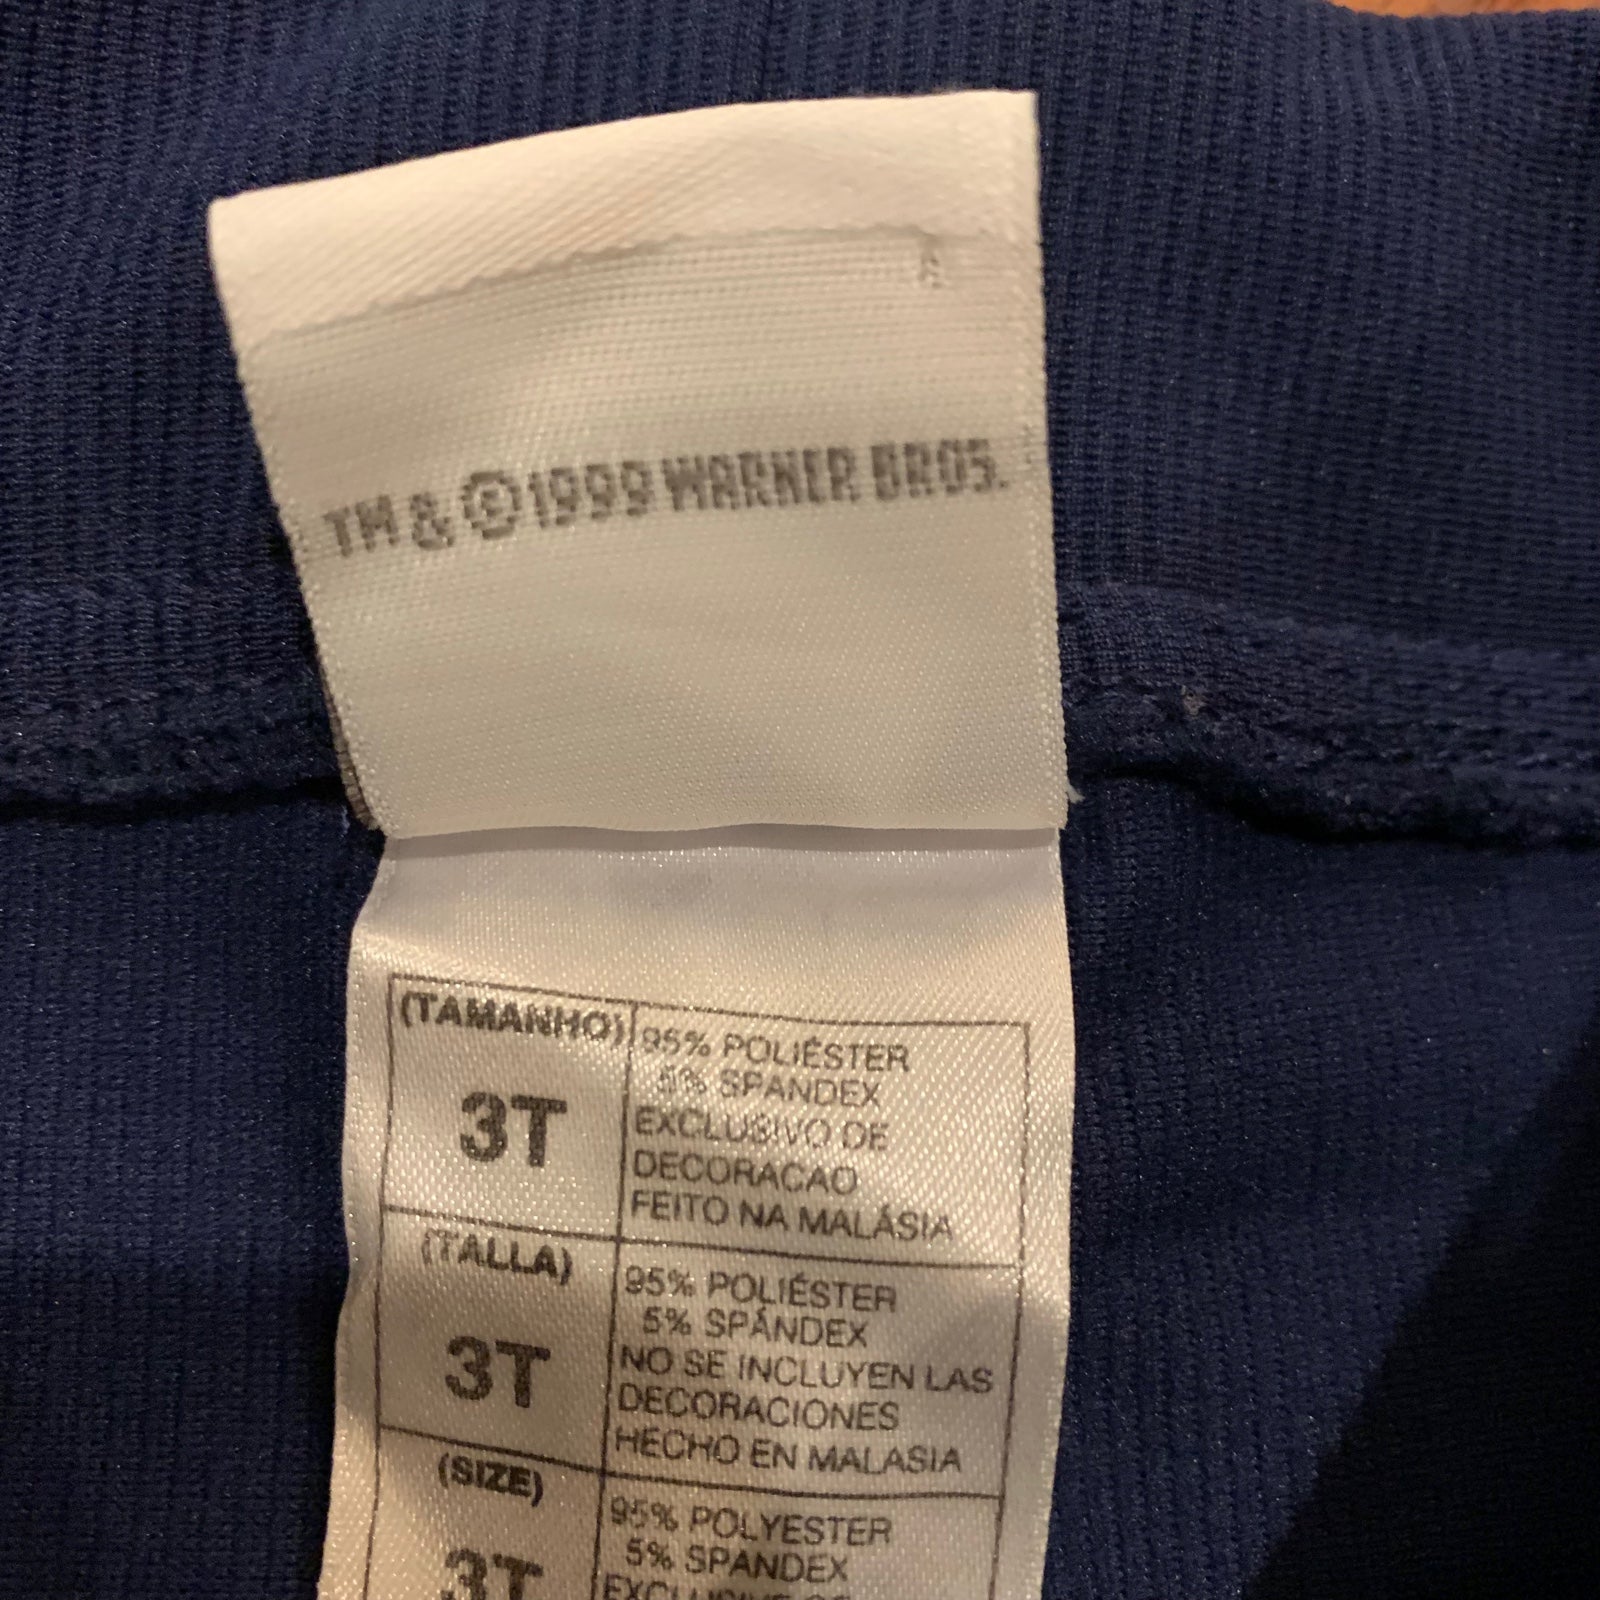 TM & ©1999 WARNER BROS.
(TAMANHO)
3T
95% POLIÉSTER
5% SPANDEX
EXCLUSIVO DE
DECORACAO
FEITO NA MALÁSIA
(TALLA)
3T
95% POLIÉSTER
5% SPÁNDEX
NO SE INCLUYEN LAS
DECORACIONES
HECHO EN MALASIA
(SIZE)
3T
95% POLYESTER
5% SPANDEX